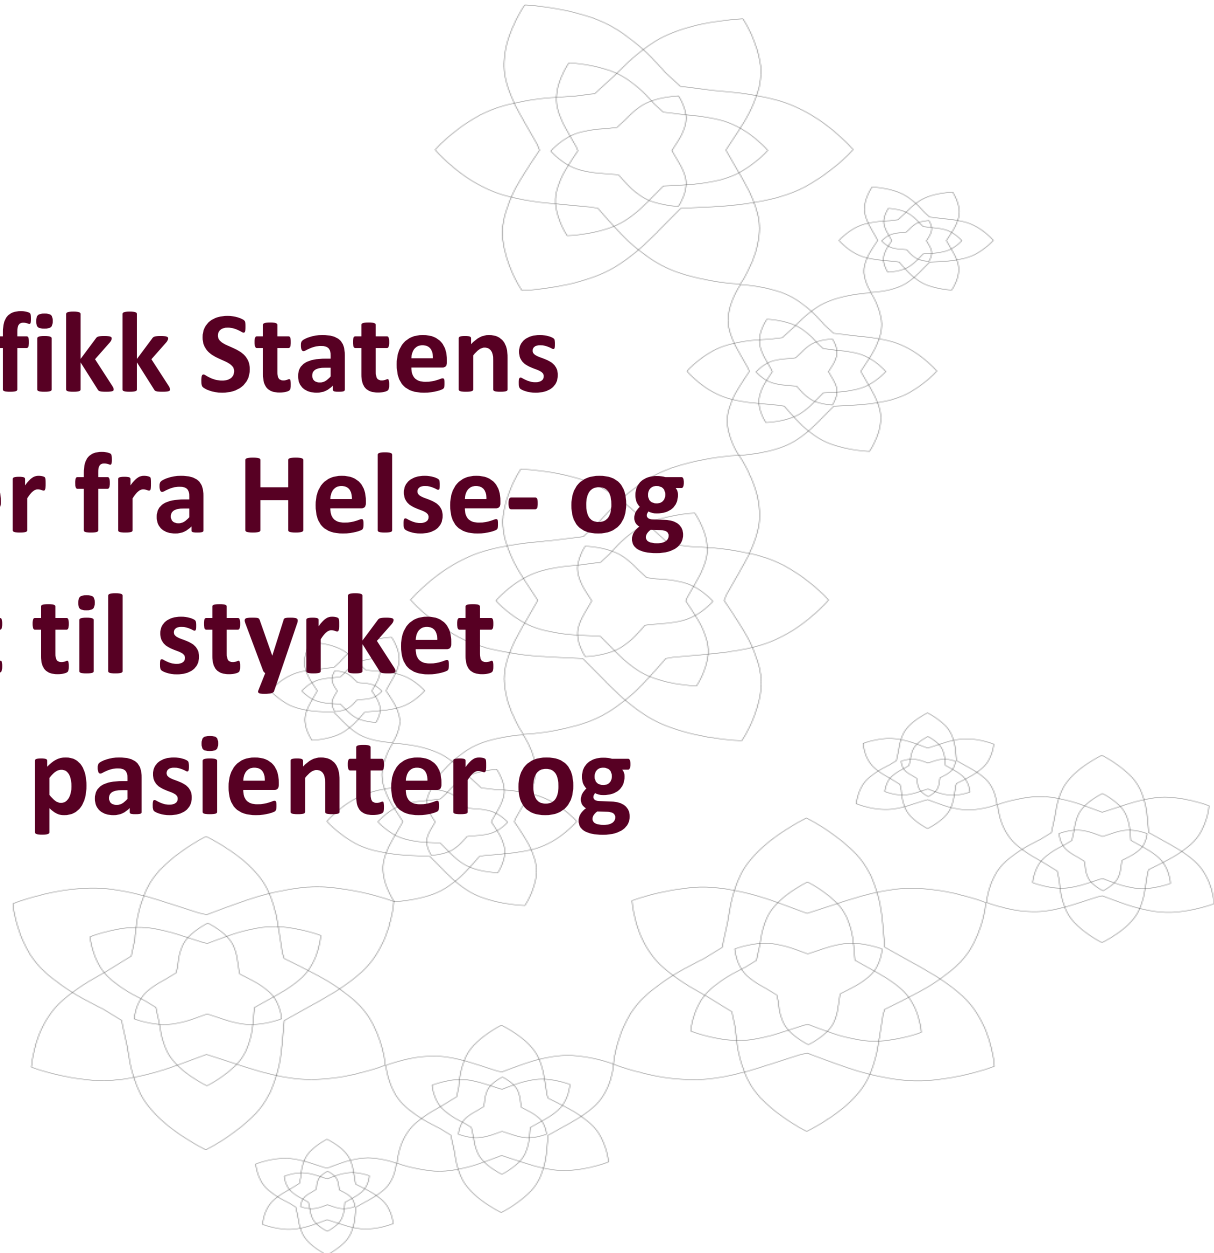 fikk Statens
r fra Helse- og
t til styrket
pasienter og